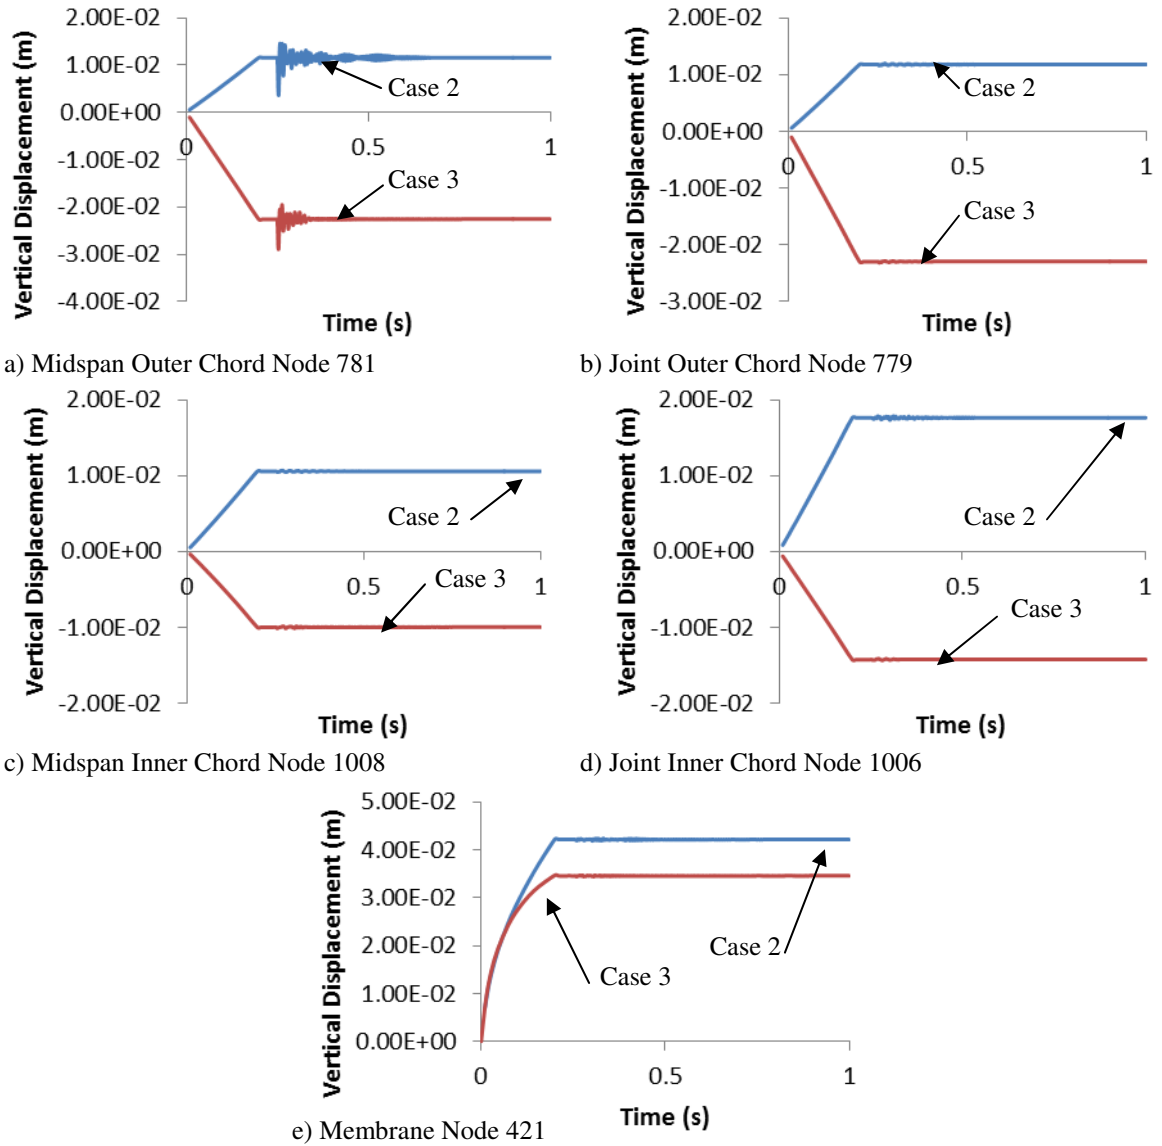 2.00E-02
1.00E-02
0.00E+00
-1.00E-02
-2.00E-02
-3.00E-02
-4.00E-02
Vertical Displacement (m)
0
0.5
1
Case 2
Case 3
Time (s)
a) Midspan Outer Chord Node 781
2.00E-02
1.00E-02
0.00E+00
-1.00E-02
-2.00E-02
-3.00E-02
Vertical Displacement (m)
0
0.5
1
Case 2
Case 3
Time (s)
b) Joint Outer Chord Node 779
2.00E-02
1.00E-02
0.00E+00
-1.00E-02
-2.00E-02
Vertical Displacement (m)
0
0.5
1
Case 2
Case 3
Time (s)
c) Midspan Inner Chord Node 1008
2.00E-02
1.00E-02
0.00E+00
-1.00E-02
-2.00E-02
Vertical Displacement (m)
0
0.5
1
Case 2
Case 3
Time (s)
d) Joint Inner Chord Node 1006
5.00E-02
4.00E-02
3.00E-02
2.00E-02
1.00E-02
0.00E+00
Vertical Displacement (m)
0
0.5
1
Case 2
Case 3
Time (s)
e) Membrane Node 421